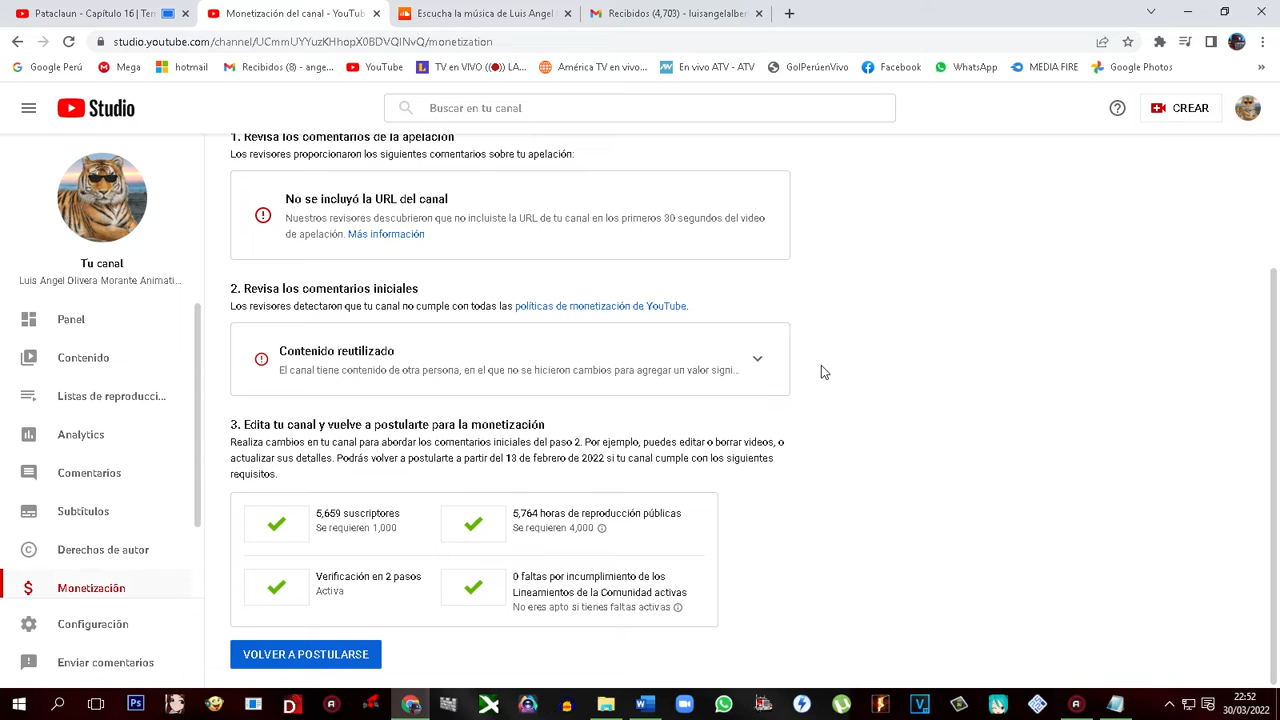 Pataclaun - Capítulo 16 | Ter
Monetización del canal - YouTub
Escucha la música de Luis Angel
Recibidos (4,703) - luisangelalber
studio.youtube.com/channel/UCmmUYYuzKHhopX0BDVQlNvQ/monetization
Google Perú
Mega
hotmail
Recibidos (8) - ange...
YouTube
TV en VIVO ((🔴)) LA...
América TV en vivo...
En vivo ATV - ATV
GolPerúenVivo
Facebook
WhatsApp
MEDIA FIRE
Google Photos
»
Studio
Buscar en tu canal
CREAR
Tu canal
Luis Angel Olivera Morante Animati...
Panel
Contenido
Listas de reproducci...
Analytics
Comentarios
Subtítulos
Derechos de autor
Monetización
Configuración
Enviar comentarios
1. Revisa los comentarios de la apelación
Los revisores proporcionaron los siguientes comentarios sobre tu apelación:
No se incluyó la URL del canal
Nuestros revisores descubrieron que no incluiste la URL de tu canal en los primeros 30 segundos del video
de apelación. Más información
2. Revisa los comentarios iniciales
Los revisores detectaron que tu canal no cumple con todas las políticas de monetización de YouTube.
Contenido reutilizado
El canal tiene contenido de otra persona, en el que no se hicieron cambios para agregar un valor signi...
3. Edita tu canal y vuelve a postularte para la monetización
Realiza cambios en tu canal para abordar los comentarios iniciales del paso 2. Por ejemplo, puedes editar o borrar videos, o
actualizar sus detalles. Podrás volver a postularte a partir del 13 de febrero de 2022 si tu canal cumple con los siguientes
requisitos.
5,659 suscriptores
Se requieren 1,000
5,764 horas de reproducción públicas
Se requieren 4,000
Verificación en 2 pasos
Activa
0 faltas por incumplimiento de los
Lineamientos de la Comunidad activas
No eres apto si tienes faltas activas
VOLVER A POSTULARSE
22:52
30/03/2022